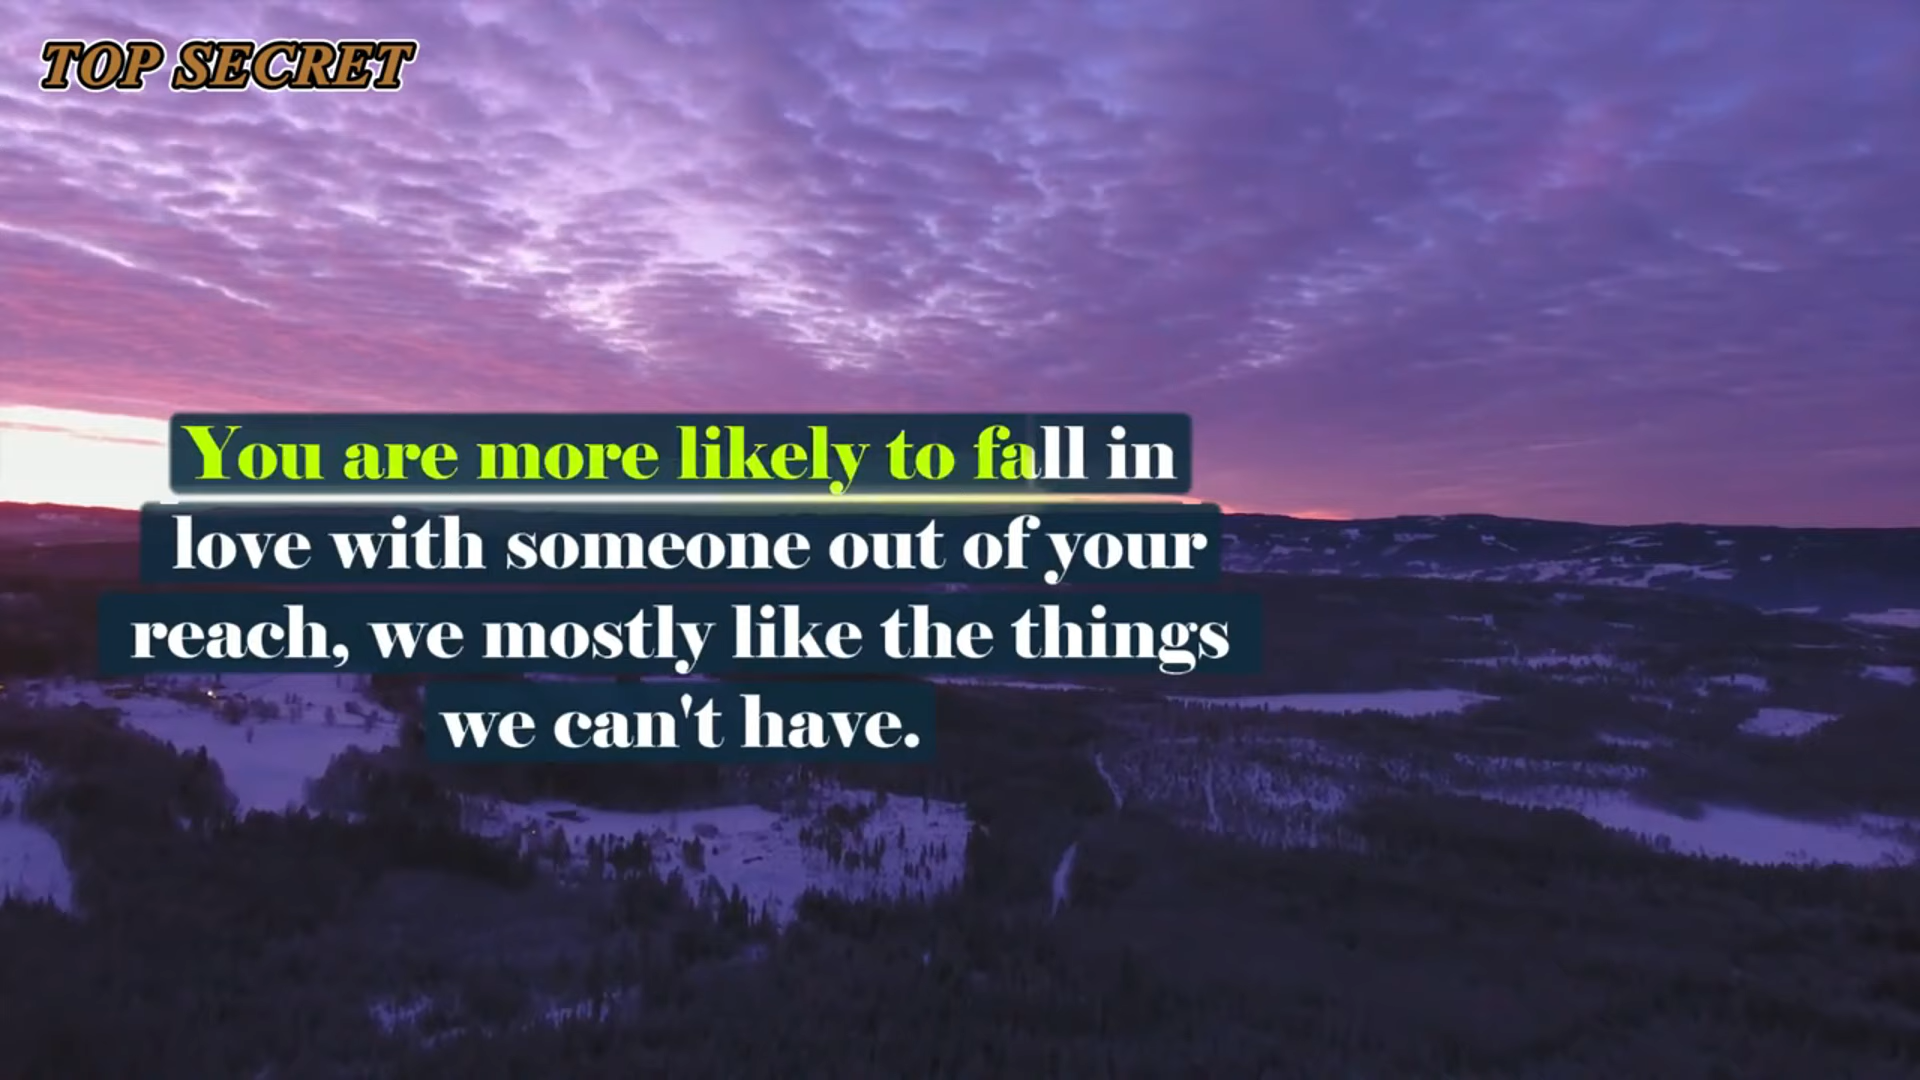 TOP SECRET
You are more likely to fall in
love with someone out of your
reach, we mostly like the things
we can't have.